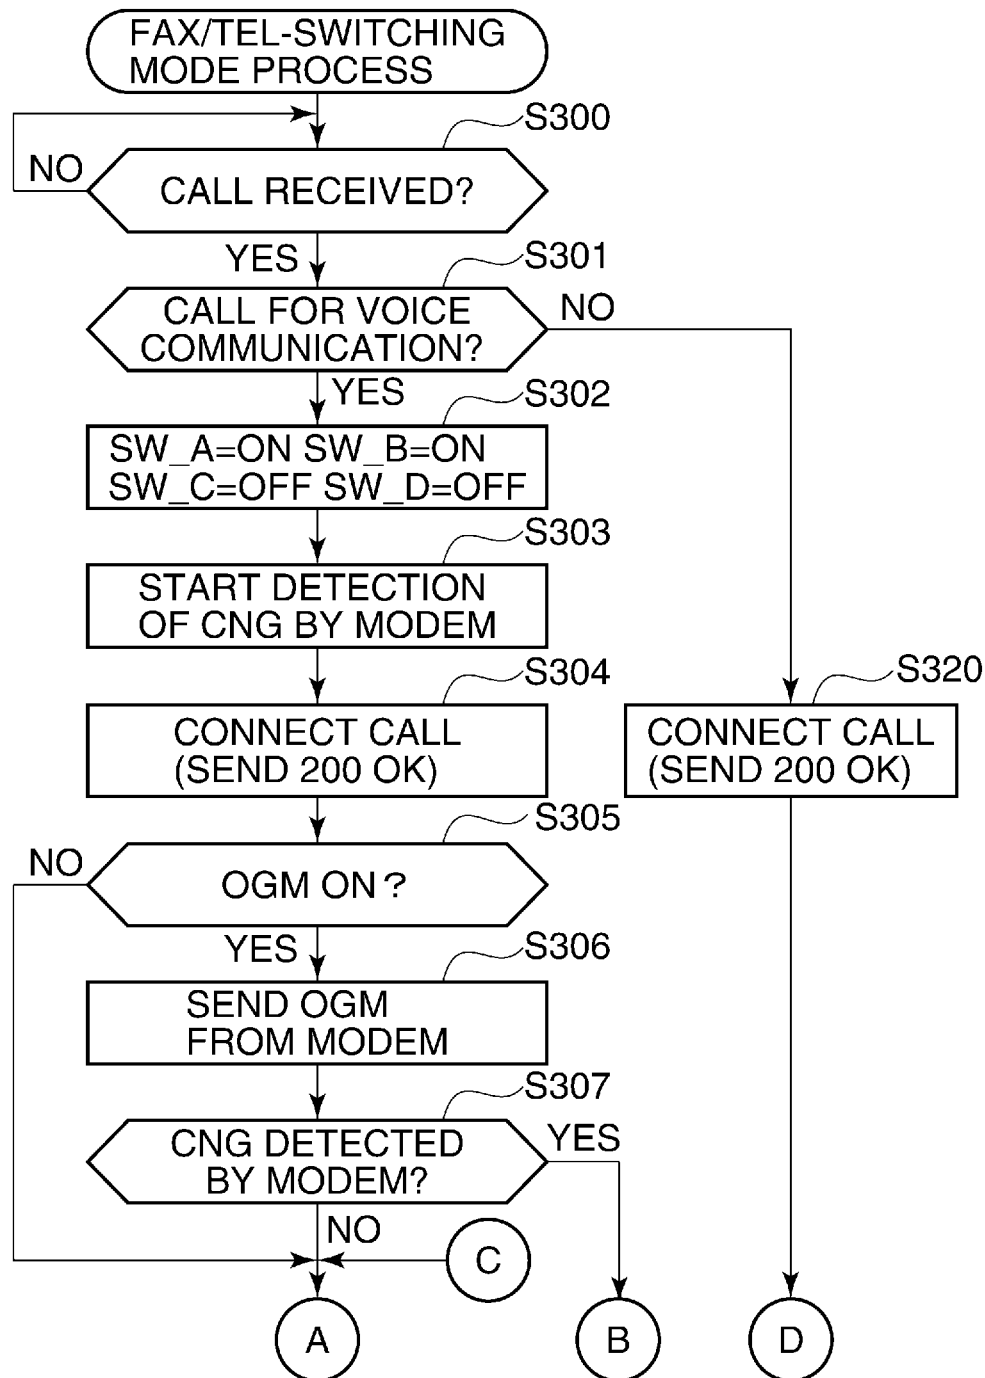 FAX/TEL-SWITCHING
MODE PROCESS
S300
NO
CALL RECEIVED?
YES
S301
CALL FOR VOICE
COMMUNICATION?
NO
YES
S302
SW_A=ON SW_B=ON
SW_C=OFF SW_D=OFF
S303
START DETECTION
OF CNG BY MODEM
S304
CONNECT CALL
(SEND 200 OK)
S320
CONNECT CALL
(SEND 200 OK)
S305
NO
OGM ON?
YES
S306
SEND OGM
FROM MODEM
S307
CNG DETECTED
BY MODEM?
YES
NO
C
A
B
D